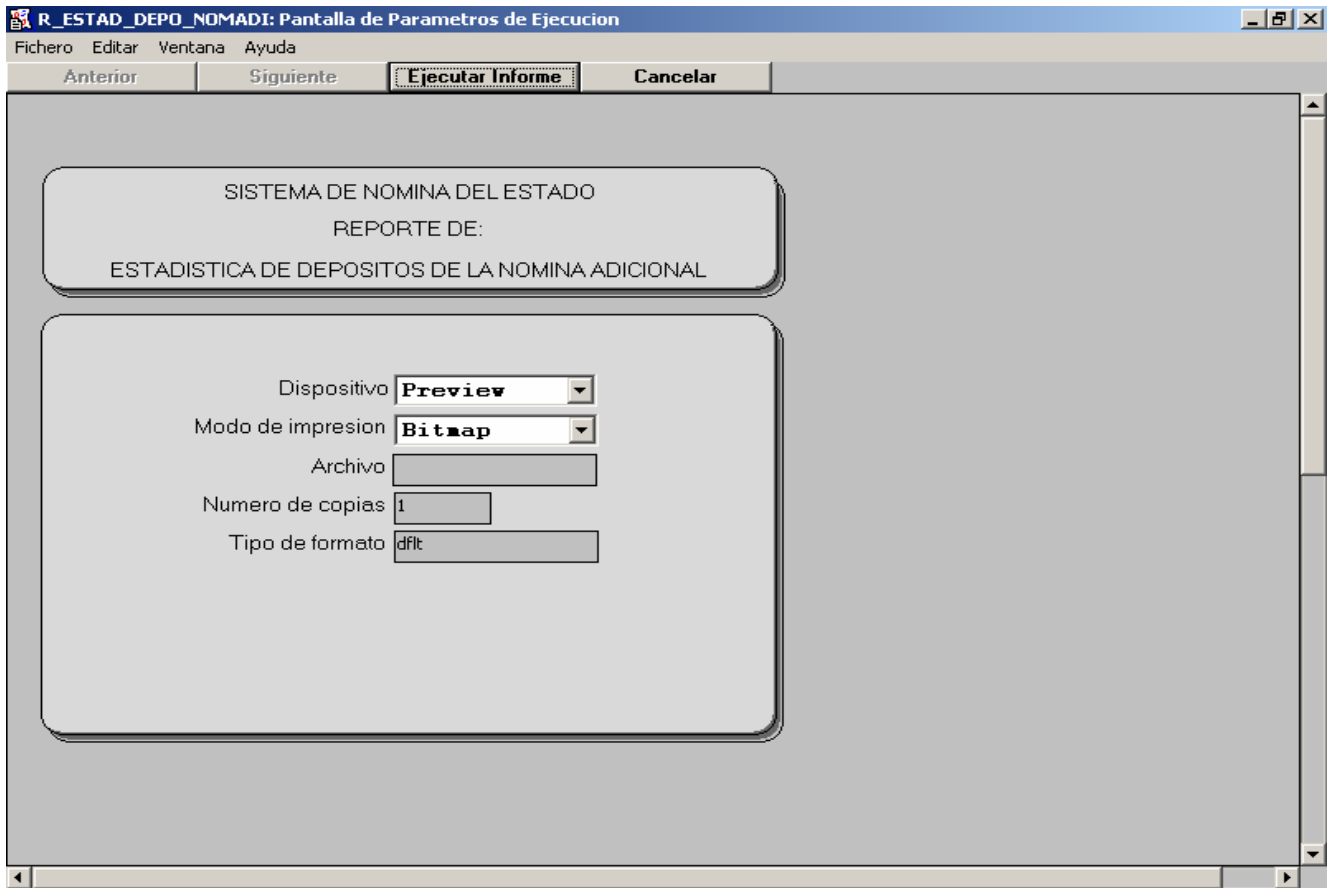 R_ESTAD_DEPO_NOMADI: Pantalla de Parametros de Ejecucion
Fichero Editar Ventana Ayuda
Anterior Siguiente Ejecutar Informe Cancelar
SISTEMA DE NOMINA DEL ESTADO
REPORTE DE:
ESTADISTICA DE DEPOSITOS DE LA NOMINA ADICIONAL
Dispositivo Preview
Modo de impresion Bitmap
Archivo
Numero de copias 1
Tipo de formato dflt